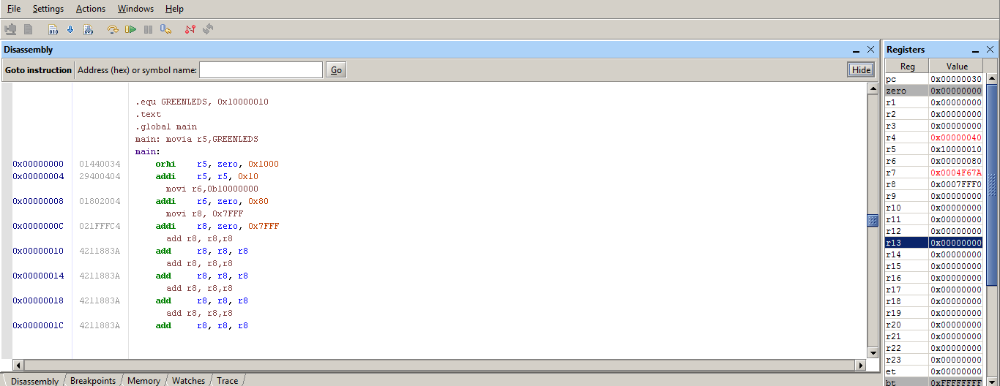 File Settings Actions Windows Help
Disassembly
Goto instruction Address (hex) or symbol name: Go Hide
.equ GREENLEDS, 0x10000010
.text
.global main
main: movia r5,GREENLEDS
main:
0x00000000 01440034 orhi r5, zero, 0x1000
0x00000004 29400404 addi r5, r5, 0x10
movi r6,0b10000000
0x00000008 01802004 addi r6, zero, 0x80
movi r8, 0x7FFF
0x0000000C 021FFFC4 addi r8, zero, 0x7FFF
add r8, r8,r8
0x00000010 4211883A add r8, r8, r8
add r8, r8,r8
0x00000014 4211883A add r8, r8, r8
add r8, r8,r8
0x00000018 4211883A add r8, r8, r8
add r8, r8,r8
0x0000001C 4211883A add r8, r8, r8
Disassembly Breakpoints Memory Watches Trace
Registers
Reg Value
pc 0x00000030
zero 0x00000000
r1 0x00000000
r2 0x00000000
r3 0x00000000
r4 0x00000040
r5 0x10000010
r6 0x00000080
r7 0x0004F67A
r8 0x0007FFF0
r9 0x00000000
r10 0x00000000
r11 0x00000000
r12 0x00000000
r13 0x00000000
r14 0x00000000
r15 0x00000000
r16 0x00000000
r17 0x00000000
r18 0x00000000
r19 0x00000000
r20 0x00000000
r21 0x00000000
r22 0x00000000
r23 0x00000000
et 0x00000000
bt 0xFFFFFFFF